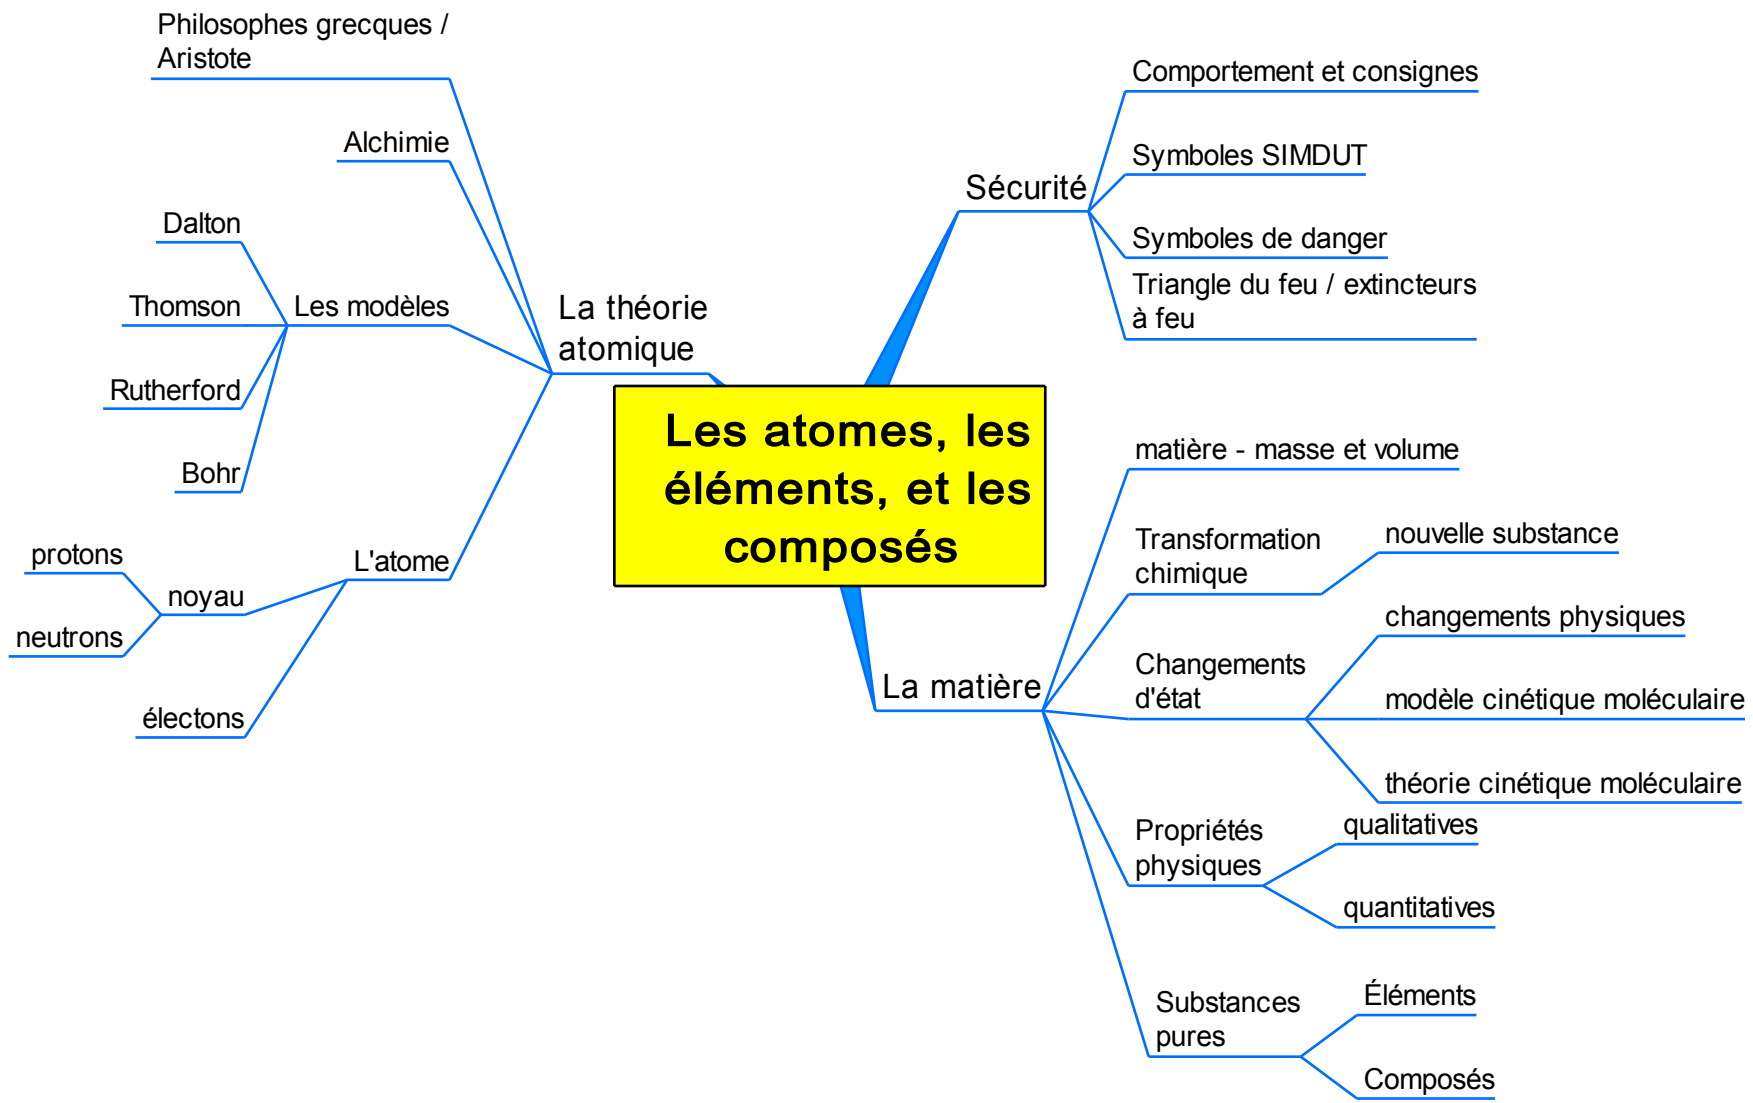 Philosophes grecques /
Aristote
Alchimie
Dalton
Thomson
Rutherford
Bohr
Les modèles
La théorie
atomique
protons
neutrons
noyau
électons
L'atome
Les atomes, les
éléments, et les
composés
Sécurité
Comportement et consignes
Symboles SIMDUT
Symboles de danger
Triangle du feu / extincteurs
à feu
La matière
matière - masse et volume
Transformation
chimique
nouvelle substance
Changements
d'état
changements physiques
modèle cinétique moléculaire
théorie cinétique moléculaire
Propriétés
physiques
qualitatives
quantitatives
Substances
pures
Éléments
Composés